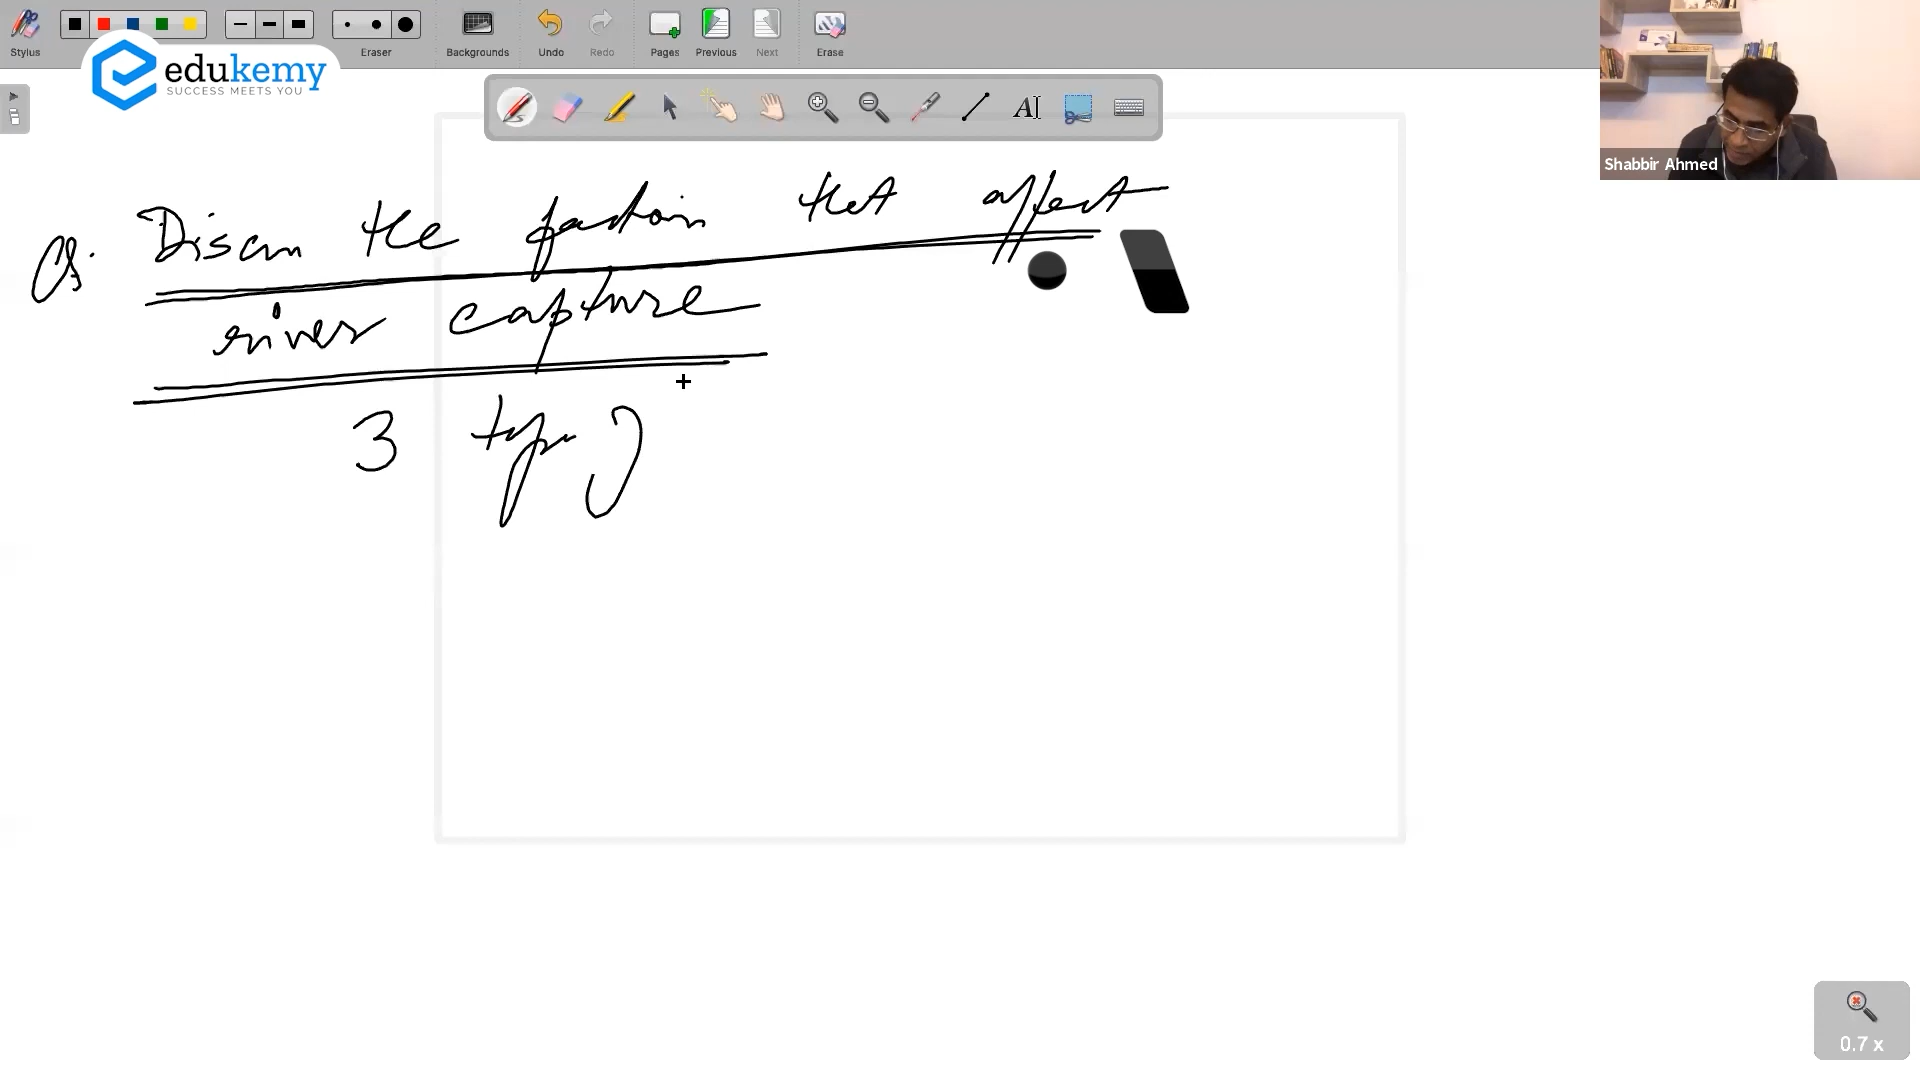 Stylus
Eraser
Backgrounds
Undo
Redo
Pages
Previous
Next
Erase
edukemy
SUCCESS MEETS YOU
Shabbir Ahmed
Q. Discuss the factors that affect
river capture
3 type
0.7 x